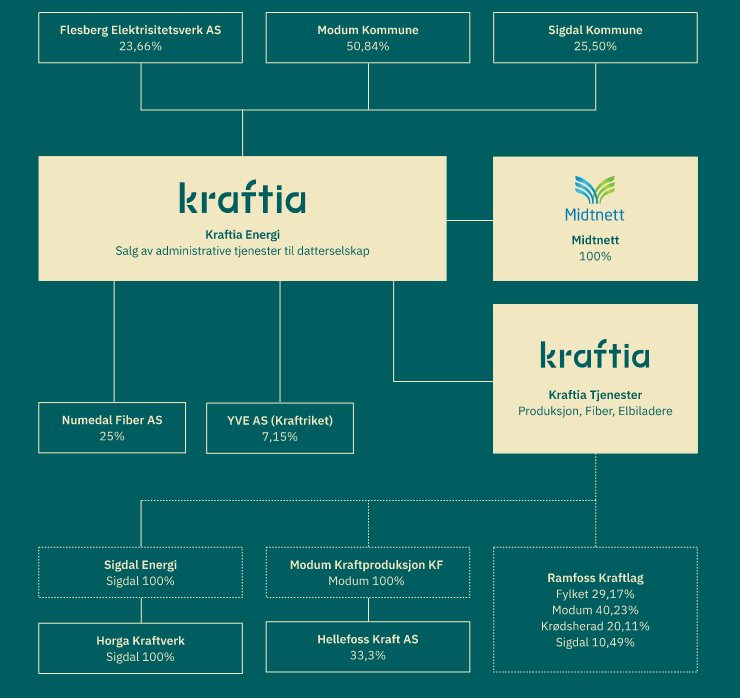 Flesberg Elektrisitetsverk AS
23,66%
Modum Kommune
50,84%
Sigdal Kommune
25,50%
kraftia
Kraftia Energi
Salg av administrative tjenester til datterselskap
Midtnett
Midtnett
100%
kraftia
Kraftia Tjenester
Produksjon, Fiber, Elbiladere
Numedal Fiber AS
25%
YVE AS (Kraftriket)
7,15%
Sigdal Energi
Sigdal 100%
Modum Kraftproduksjon KF
Modum 100%
Ramfoss Kraftlag
Fylket 29,17%
Modum 40,23%
Krødsherad 20,11%
Sigdal 10,49%
Horga Kraftverk
Sigdal 100%
Hellefoss Kraft AS
33,3%